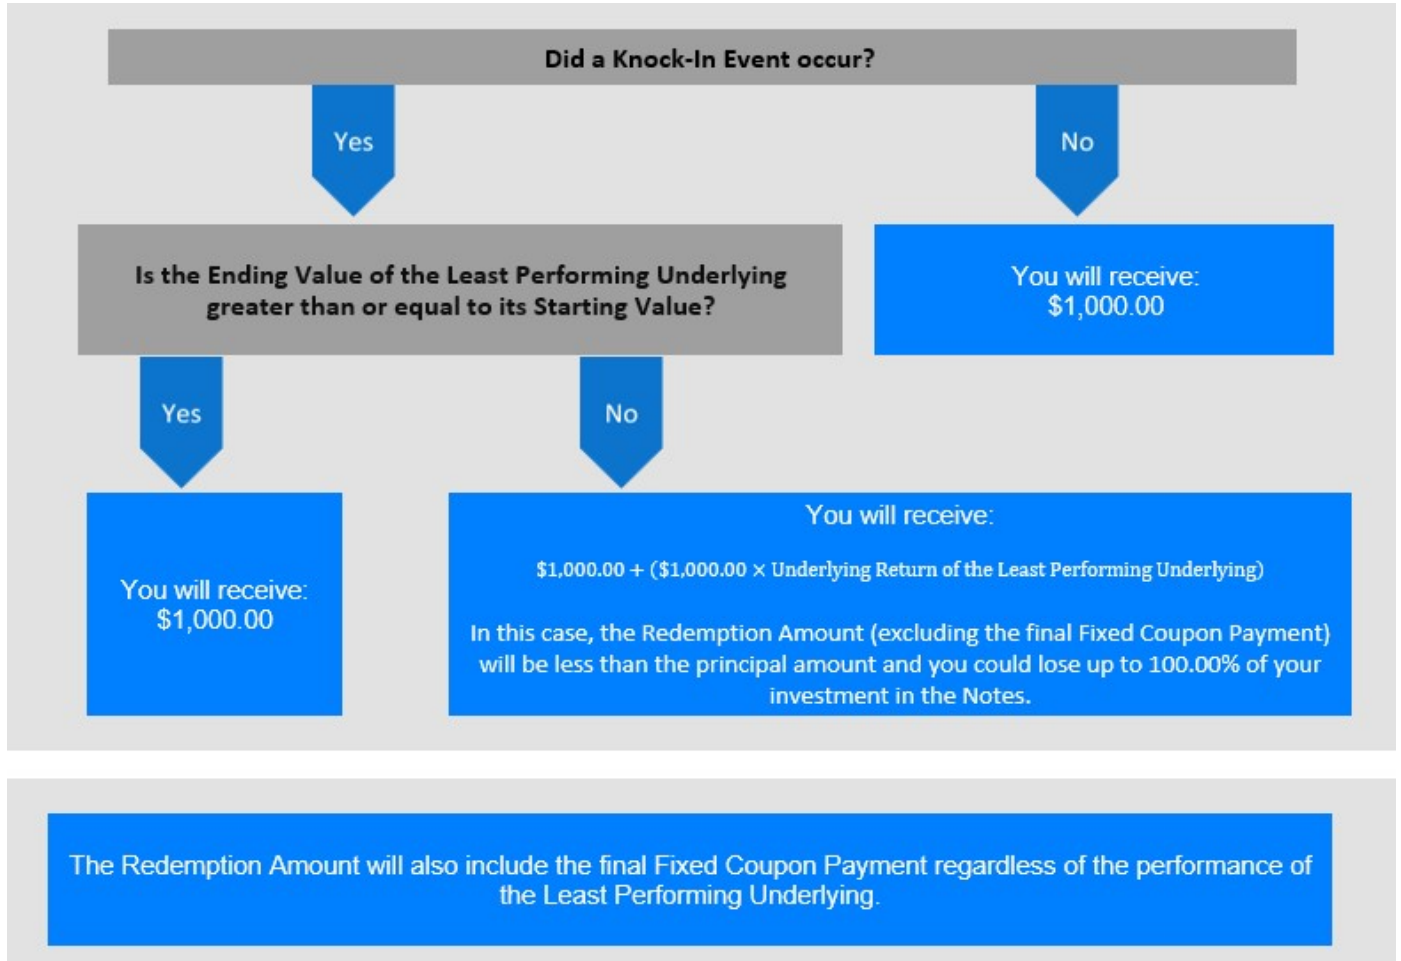 Did a Knock-In Event occur?
Yes
No
Is the Ending Value of the Least Performing Underlying
greater than or equal to its Starting Value?
You will receive:
$1,000.00
Yes
No
You will receive:
$1,000.00
You will receive:
$1,000.00 + ($1,000.00 × Underlying Return of the Least Performing Underlying)
In this case, the Redemption Amount (excluding the final Fixed Coupon Payment)
will be less than the principal amount and you could lose up to 100.00% of your
investment in the Notes.
The Redemption Amount will also include the final Fixed Coupon Payment regardless of the performance of
the Least Performing Underlying.